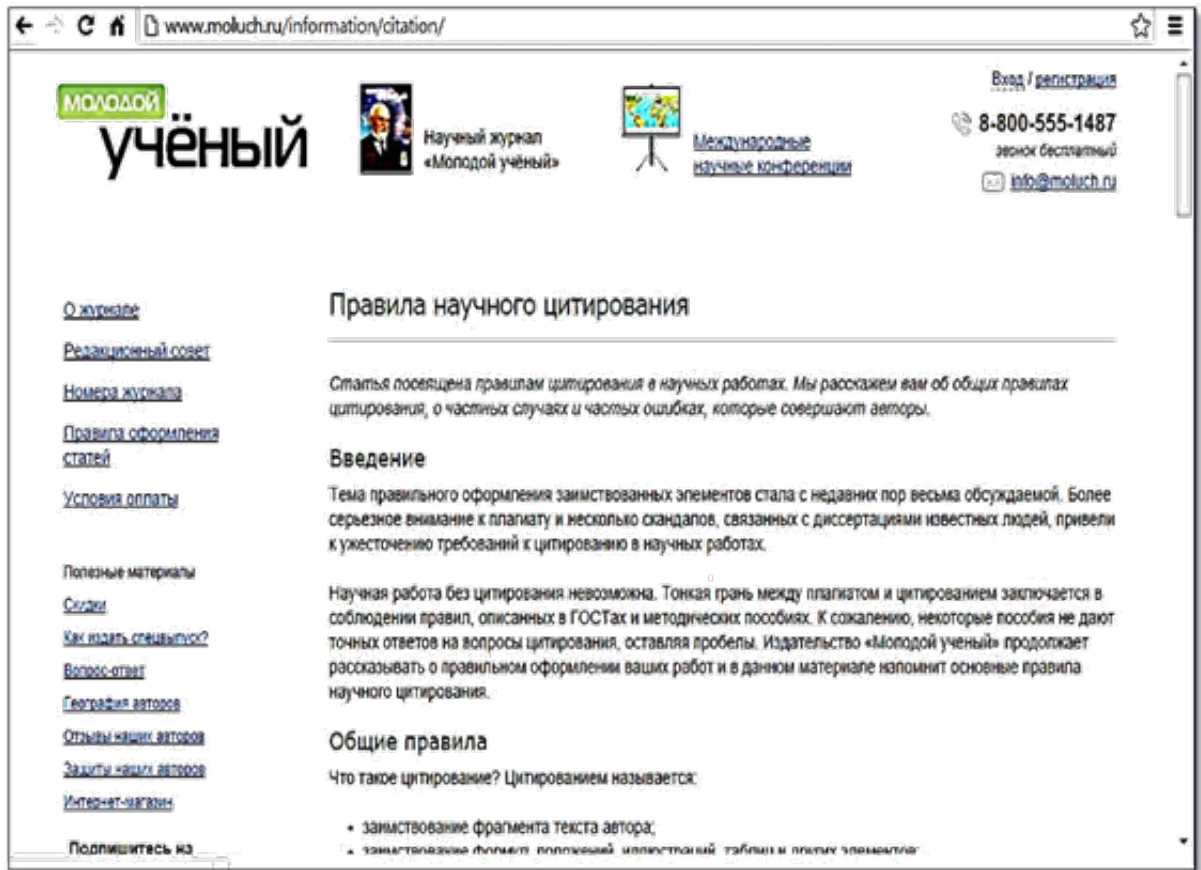 www.moluch.ru/information/citation/
Вход / регистрация
МОЛОДОЙ
учёный
Научный журнал
«Молодой учёный»
Международные
научные конференции
8-800-555-1487
звонок бесплатный
info@moluch.ru
О журнале
Редакционный совет
Номера журнала
Правила оформления
статей
Условия оплаты
Полезные материалы
Скидки
Как издать спецвыпуск?
Вопрос-ответ
География авторов
Отзывы наших авторов
Защиты наших авторов
Интернет-магазин
Подпишитесь на
Правила научного цитирования
Статья посвящена правилам цитирования в научных работах. Мы расскажем вам об общих правилах
цитирования, о частных случаях и частых ошибках, которые совершают авторы.
Введение
Тема правильного оформления заимствованных элементов стала с недавних пор весьма обсуждаемой. Более
серьезное внимание к плагиату и несколько скандалов, связанных с диссертациями известных людей, привели
к ужесточению требований к цитированию в научных работах.
Научная работа без цитирования невозможна. Тонкая грань между плагиатом и цитированием заключается в
соблюдении правил, описанных в ГОСТах и методических пособиях. К сожалению, некоторые пособия не дают
точных ответов на вопросы цитирования, оставляя пробелы. Издательство «Молодой ученый» продолжает
рассказывать о правильном оформлении ваших работ и в данном материале напомнит основные правила
научного цитирования.
Общие правила
Что такое цитирование? Цитированием называется:
• заимствование фрагмента текста автора;
• заимствование формул, положений, иллюстраций, таблиц и других элементов;